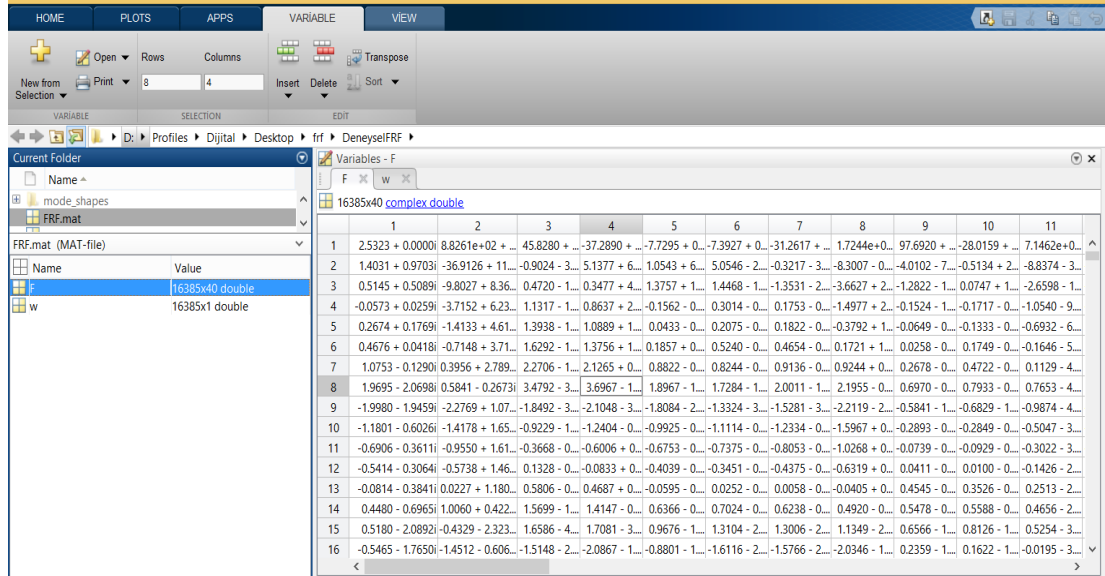 HOME PLOTS APPS VARİABLE VİEW
New from Selection
Open
Print
Rows Columns
8 4
Insert Delete
Transpose
Sort
VARİABLE SELECTION EDİT
D: Profiles Dijital Desktop frf DeneyselFRF
Current Folder
Name
mode_shapes
FRF.mat
FRF.mat (MAT-file)
Name Value
F 16385x40 double
w 16385x1 double
Variables - F
F w
16385x40 complex double
1 2 3 4 5 6 7 8 9 10 11
1 2.5323 + 0.0000i 8.8261e+02 + ... 45.8280 + ... -37.2890 + ... -7.7295 + 0... -7.3927 + 0... -31.2617 + ... 1.7244e+0... 97.6920 + ... -28.0159 + ... 7.1462e+0...
2 1.4031 + 0.9703i -36.9126 + 11... -0.9024 - 3... 5.1377 + 6... 1.0543 + 6... 5.0546 - 2... -0.3217 - 3... -8.3007 - 0... -4.0102 - 7... -0.5134 + 2... -8.8374 - 3...
3 0.5145 + 0.5089i -9.8027 + 8.36... 0.4720 - 1... 0.3477 + 4... 1.3757 + 1... 1.4468 - 1... -1.3531 - 2... -3.6627 + 2... -1.2822 - 1... 0.0747 + 1... -2.6598 - 1...
4 -0.0573 + 0.0259i -3.7152 + 6.23... 1.1317 - 1... 0.8637 + 2... -0.1562 - 0... 0.3014 - 0... 0.1753 - 0... -1.4977 + 2... -0.1524 - 1... -0.1717 - 0... -1.0540 - 9...
5 0.2674 + 0.1769i -1.4133 + 4.61... 1.3938 - 1... 1.0889 + 1... 0.0433 - 0... 0.2075 - 0... 0.1822 - 0... -0.3792 + 1... -0.0649 - 0... -0.1333 - 0... -0.6932 - 6...
6 0.4676 + 0.0418i -0.7148 + 3.71... 1.6292 - 1... 1.3756 + 1... 0.1857 + 0... 0.5240 - 0... 0.4654 - 0... 0.1721 + 1... 0.0258 - 0... 0.1749 - 0... -0.1646 - 5...
7 1.0753 - 0.1290i 0.3956 + 2.789... 2.2706 - 1... 2.1265 + 0... 0.8822 - 0... 0.8244 - 0... 0.9136 - 0... 0.9244 + 0... 0.2678 - 0... 0.4722 - 0... 0.1129 - 4...
8 1.9695 - 2.0698i 0.5841 - 0.2673i 3.4792 - 3... 3.6967 - 1... 1.8967 - 1... 1.7284 - 1... 2.0011 - 1... 2.1955 - 0... 0.6970 - 0... 0.7933 - 0... 0.7653 - 4...
9 -1.9980 - 1.9459i -2.2769 + 1.07... -1.8492 - 3... -2.1048 - 3... -1.8084 - 2... -1.3324 - 3... -1.5281 - 3... -2.2119 - 2... -0.5841 - 1... -0.6829 - 1... -0.9874 - 4...
10 -1.1801 - 0.6026i -1.4178 + 1.65... -0.9229 - 1... -1.2404 - 0... -0.9925 - 0... -1.1114 - 0... -1.2334 - 0... -1.5967 + 0... -0.2893 - 0... -0.2849 - 0... -0.5047 - 3...
11 -0.6906 - 0.3611i -0.9550 + 1.61... -0.3668 - 0... -0.6006 + 0... -0.6753 - 0... -0.7375 - 0... -0.8053 - 0... -1.0268 + 0... -0.0739 - 0... -0.0929 - 0... -0.3022 - 3...
12 -0.5414 - 0.3064i -0.5738 + 1.46... 0.1328 - 0... -0.0833 + 0... -0.4039 - 0... -0.3451 - 0... -0.4375 - 0... -0.6319 + 0... 0.0411 - 0... 0.0100 - 0... -0.1426 - 2...
13 -0.0814 - 0.3841i 0.0227 + 1.180... 0.5806 - 0... 0.4687 + 0... -0.0595 - 0... 0.0252 - 0... 0.0058 - 0... -0.0405 + 0... 0.4545 - 0... 0.3526 - 0... 0.2513 - 2...
14 0.4480 - 0.6965i 1.0060 + 0.422... 1.5699 - 1... 1.4147 - 0... 0.6366 - 0... 0.7024 - 0... 0.6238 - 0... 0.4920 - 0... 0.5478 - 0... 0.5588 - 0... 0.4656 - 2...
15 0.5180 - 2.0892i -0.4329 - 2.323... 1.6586 - 4... 1.7081 - 3... 0.9676 - 1... 1.3104 - 2... 1.3006 - 2... 1.1349 - 2... 0.6566 - 1... 0.8126 - 1... 0.5254 - 3...
16 -0.5465 - 1.7650i -1.4512 - 0.606... -1.5148 - 2... -2.0867 - 1... -0.8801 - 1... -1.6116 - 2... -1.5766 - 2... -2.0346 - 1... 0.2359 - 1... 0.1622 - 1... -0.0195 - 3...